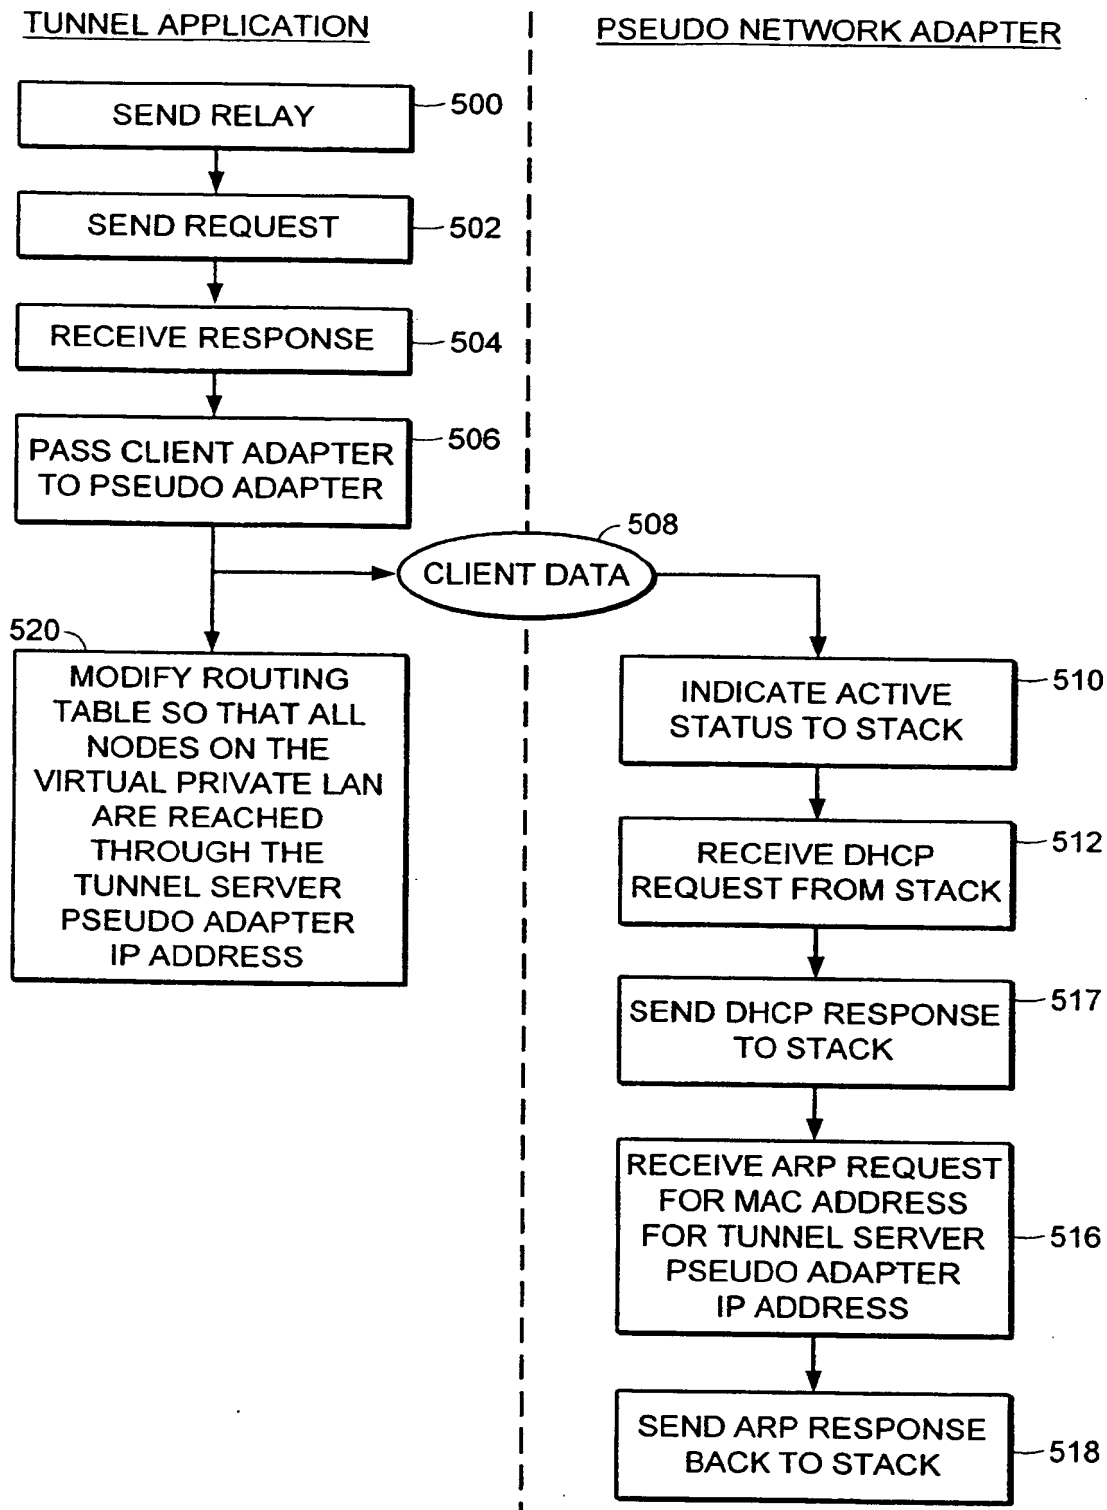 TUNNEL APPLICATION
PSEUDO NETWORK ADAPTER
SEND RELAY
500
SEND REQUEST
502
RECEIVE RESPONSE
504
PASS CLIENT ADAPTER
TO PSEUDO ADAPTER
506
CLIENT DATA
508
520
MODIFY ROUTING
TABLE SO THAT ALL
NODES ON THE
VIRTUAL PRIVATE LAN
ARE REACHED
THROUGH THE
TUNNEL SERVER
PSEUDO ADAPTER
IP ADDRESS
INDICATE ACTIVE
STATUS TO STACK
510
RECEIVE DHCP
REQUEST FROM STACK
512
SEND DHCP RESPONSE
TO STACK
517
RECEIVE ARP REQUEST
FOR MAC ADDRESS
FOR TUNNEL SERVER
PSEUDO ADAPTER
IP ADDRESS
516
SEND ARP RESPONSE
BACK TO STACK
518